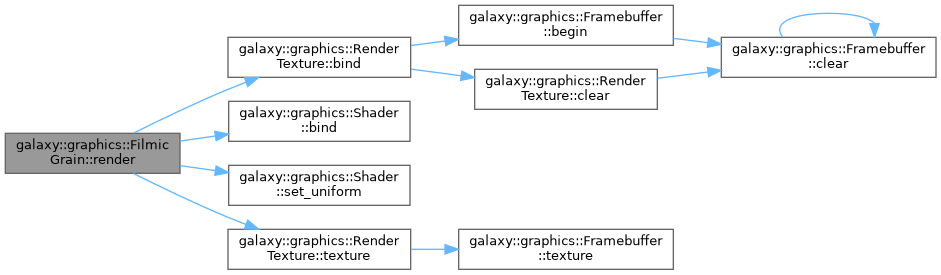 galaxy::graphics::Filmic
Grain::render
galaxy::graphics::Render
Texture::bind
galaxy::graphics::Framebuffer
::begin
galaxy::graphics::Framebuffer
::clear
galaxy::graphics::Render
Texture::clear
galaxy::graphics::Shader
::bind
galaxy::graphics::Shader
::set_uniform
galaxy::graphics::Render
Texture::texture
galaxy::graphics::Framebuffer
::texture